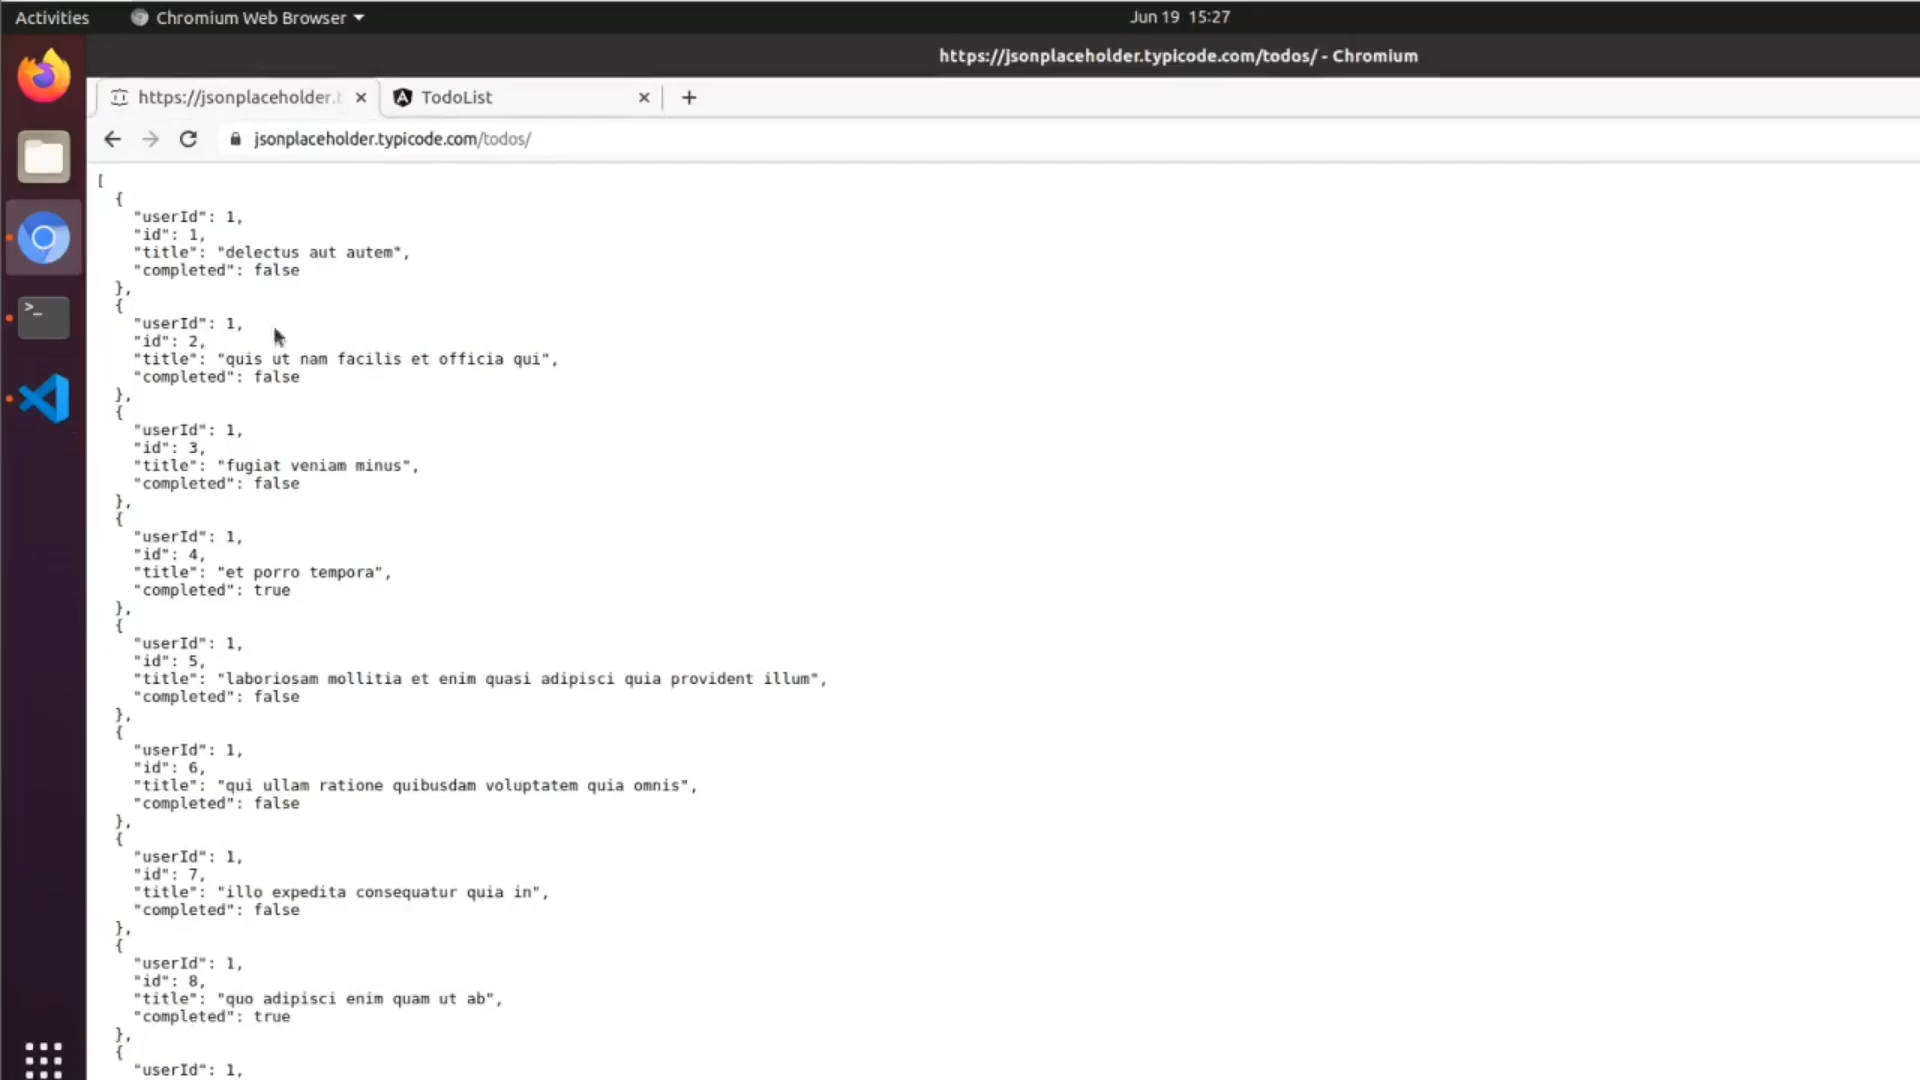 Activities
Chromium Web Browser
Jun 19 15:27
https://jsonplaceholder.typicode.com/todos/ - Chromium
https://jsonplaceholder.t
TodoList
jsonplaceholder.typicode.com/todos/
[
{
"userId": 1,
"id": 1,
"title": "delectus aut autem",
"completed": false
},
{
"userId": 1,
"id": 2,
"title": "quis ut nam facilis et officia qui",
"completed": false
},
{
"userId": 1,
"id": 3,
"title": "fugiat veniam minus",
"completed": false
},
{
"userId": 1,
"id": 4,
"title": "et porro tempora",
"completed": true
},
{
"userId": 1,
"id": 5,
"title": "laboriosam mollitia et enim quasi adipisci quia provident illum",
"completed": false
},
{
"userId": 1,
"id": 6,
"title": "qui ullam ratione quibusdam voluptatem quia omnis",
"completed": false
},
{
"userId": 1,
"id": 7,
"title": "illo expedita consequatur quia in",
"completed": false
},
{
"userId": 1,
"id": 8,
"title": "quo adipisci enim quam ut ab",
"completed": true
},
{
"userId": 1,